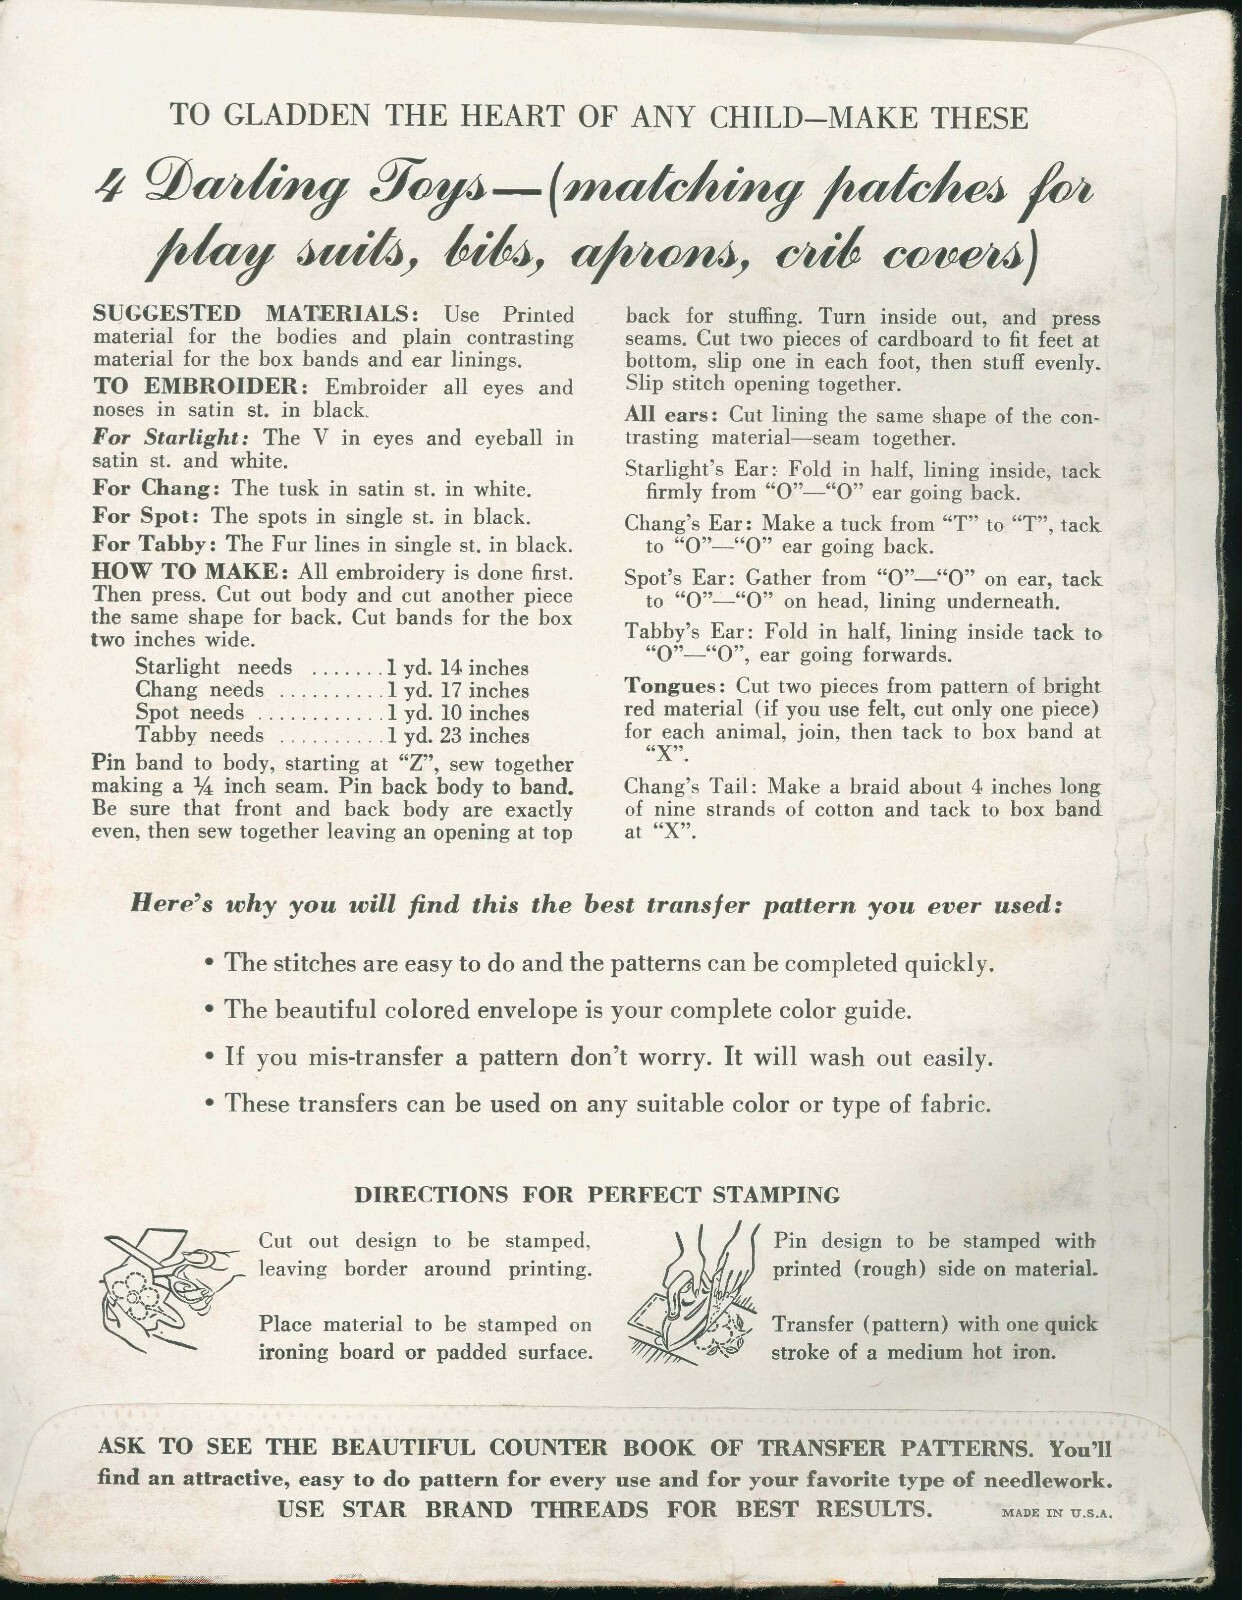 TO GLADDEN THE HEART OF ANY CHILD—MAKE THESE
4 Darling Toys—(matching patches for
play suits, bibs, aprons, crib covers)
SUGGESTED MATERIALS: Use Printed
material for the bodies and plain contrasting
material for the box bands and ear linings.
TO EMBROIDER: Embroider all eyes and
noses in satin st. in black.
For Starlight: The V in eyes and eyeball in
satin st. and white.
For Chang: The tusk in satin st. in white.
For Spot: The spots in single st. in black.
For Tabby: The Fur lines in single st. in black.
HOW TO MAKE: All embroidery is done first.
Then press. Cut out body and cut another piece
the same shape for back. Cut bands for the box
two inches wide.
Starlight needs .......1 yd. 14 inches
Chang needs ..........1 yd. 17 inches
Spot needs ............1 yd. 10 inches
Tabby needs ..........1 yd. 23 inches
Pin band to body, starting at “Z”, sew together
making a ¼ inch seam. Pin back body to band.
Be sure that front and back body are exactly
even, then sew together leaving an opening at top
back for stuffing. Turn inside out, and press
seams. Cut two pieces of cardboard to fit feet at
bottom, slip one in each foot, then stuff evenly.
Slip stitch opening together.
All ears: Cut lining the same shape of the con-
trasting material—seam together.
Starlight's Ear: Fold in half, lining inside, tack
firmly from “O”—“O” ear going back.
Chang's Ear: Make a tuck from “T” to “T”, tack
to “O”—“O” ear going back.
Spot's Ear: Gather from “O”—“O” on ear, tack
to “O”—“O” on head, lining underneath.
Tabby's Ear: Fold in half, lining inside tack to
“O”—“O”, ear going forwards.
Tongues: Cut two pieces from pattern of bright
red material (if you use felt, cut only one piece)
for each animal, join, then tack to box band at
“X”.
Chang's Tail: Make a braid about 4 inches long
of nine strands of cotton and tack to box band
at “X”.
Here's why you will find this the best transfer pattern you ever used:
• The stitches are easy to do and the patterns can be completed quickly.
• The beautiful colored envelope is your complete color guide.
• If you mis-transfer a pattern don't worry. It will wash out easily.
• These transfers can be used on any suitable color or type of fabric.
DIRECTIONS FOR PERFECT STAMPING
Cut out design to be stamped,
leaving border around printing.
Place material to be stamped on
ironing board or padded surface.
Pin design to be stamped with
printed (rough) side on material.
Transfer (pattern) with one quick
stroke of a medium hot iron.
ASK TO SEE THE BEAUTIFUL COUNTER BOOK OF TRANSFER PATTERNS. You'll
find an attractive, easy to do pattern for every use and for your favorite type of needlework.
USE STAR BRAND THREADS FOR BEST RESULTS.
MADE IN U.S.A.